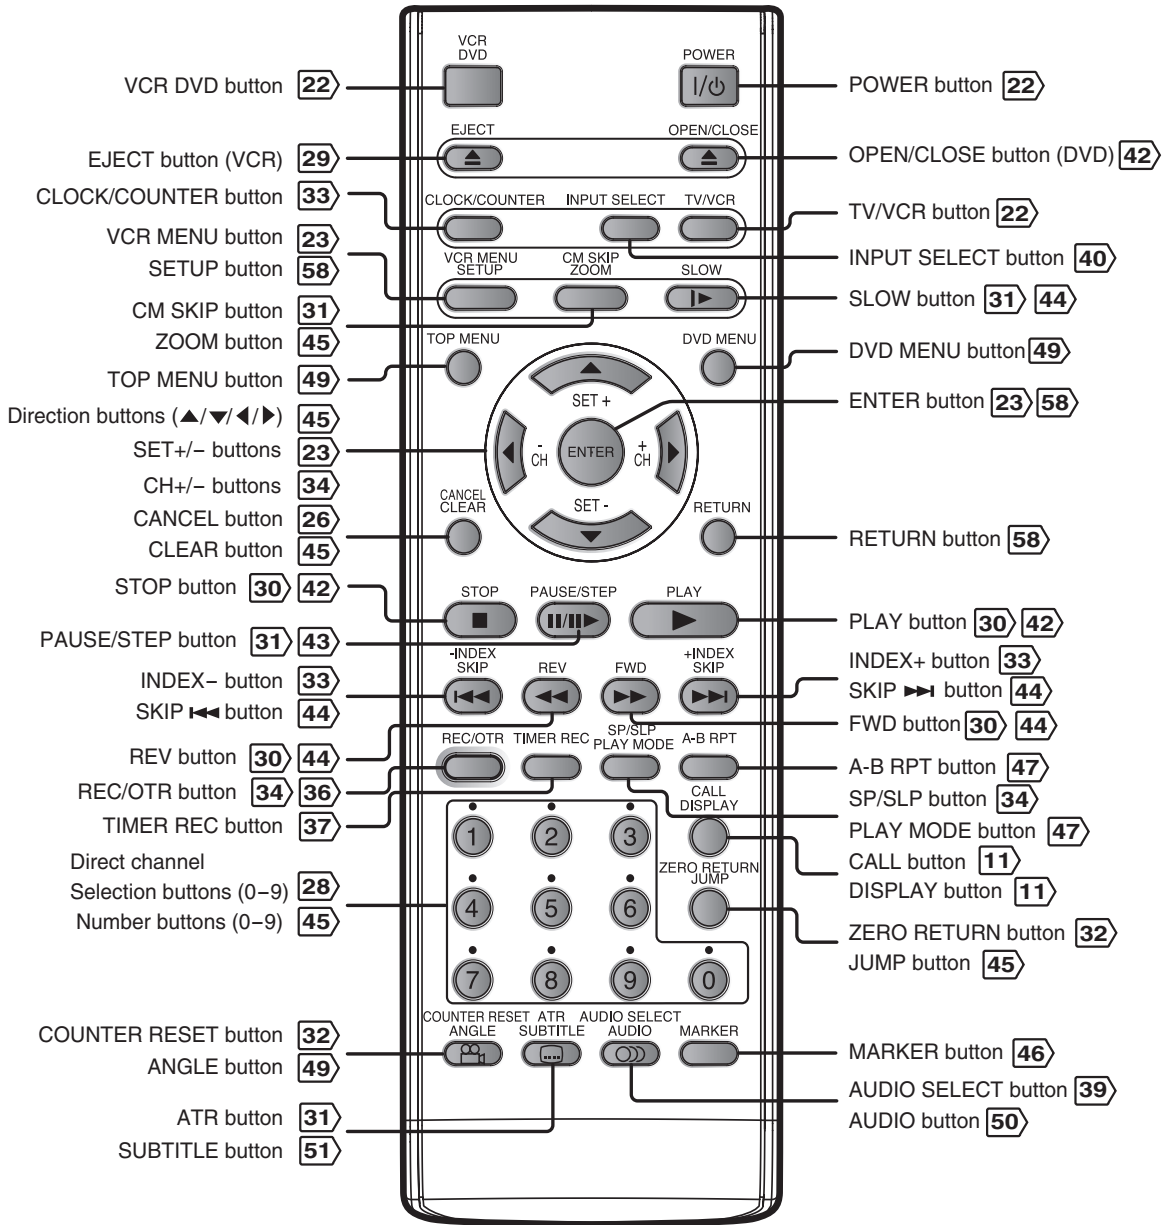 VCR DVD button 22
EJECT button (VCR) 29
CLOCK/COUNTER button 33
VCR MENU button 23
SETUP button 58
CM SKIP button 31
ZOOM button 45
TOP MENU button 49
Direction buttons (▲/▼/◀/▶) 45
SET+/− buttons 23
CH+/− buttons 34
CANCEL button 26
CLEAR button 45
STOP button 30 42
PAUSE/STEP button 31 43
INDEX− button 33
SKIP ⏮ button 44
REV button 30 44
REC/OTR button 34 36
TIMER REC button 37
Direct channel
Selection buttons (0−9) 28
Number buttons (0−9) 45
COUNTER RESET button 32
ANGLE button 49
ATR button 31
SUBTITLE button 51
VCR
DVD
POWER
I/⏻
EJECT
OPEN/CLOSE
CLOCK/COUNTER
INPUT SELECT
TV/VCR
VCR MENU
SETUP
CM SKIP
ZOOM
SLOW
TOP MENU
DVD MENU
SET +
-
CH
ENTER
+
CH
SET -
CANCEL
CLEAR
RETURN
STOP
PAUSE/STEP
PLAY
-INDEX
SKIP
REV
FWD
+INDEX
SKIP
REC/OTR
TIMER REC
SP/SLP
PLAY MODE
A-B RPT
1
2
3
CALL
DISPLAY
4
5
6
ZERO RETURN
JUMP
7
8
9
0
COUNTER RESET
ANGLE
ATR
SUBTITLE
AUDIO SELECT
AUDIO
MARKER
POWER button 22
OPEN/CLOSE button (DVD) 42
TV/VCR button 22
INPUT SELECT button 40
SLOW button 31 44
DVD MENU button 49
ENTER button 23 58
RETURN button 58
PLAY button 30 42
INDEX+ button 33
SKIP ⏭ button 44
FWD button 30 44
A-B RPT button 47
SP/SLP button 34
PLAY MODE button 47
CALL button 11
DISPLAY button 11
ZERO RETURN button 32
JUMP button 45
MARKER button 46
AUDIO SELECT button 39
AUDIO button 50